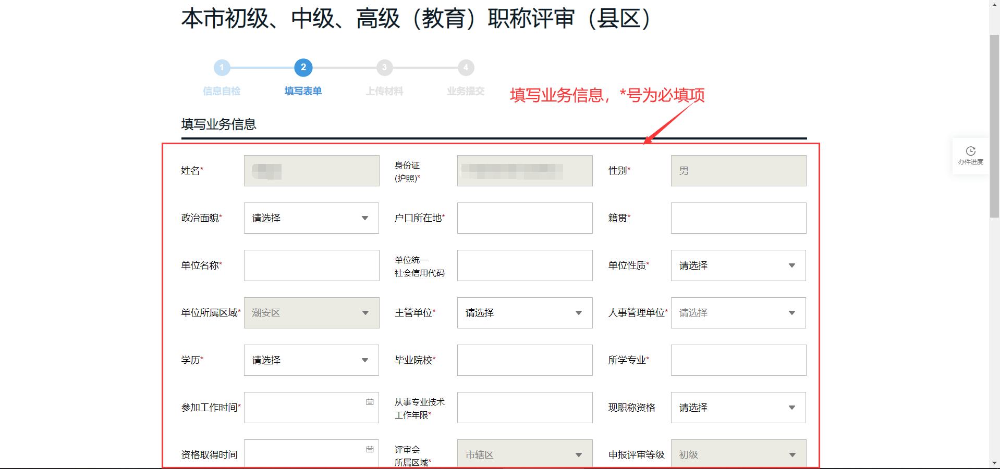 本市初级、中级、高级（教育）职称评审（县区）
1 2 3 4
信息自检 填写表单 上传材料 业务提交
填写业务信息，*号为必填项
填写业务信息
办件进度
姓名* 身份证(护照)* 性别* 男
政治面貌* 请选择 户口所在地* 籍贯*
单位名称* 单位统一社会信用代码 单位性质* 请选择
单位所属区域* 潮安区 主管单位* 请选择 人事管理单位* 请选择
学历* 请选择 毕业院校* 所学专业*
参加工作时间* 从事专业技术工作年限* 现职称资格 请选择
资格取得时间 评审会所属区域* 市辖区 申报评审等级 初级